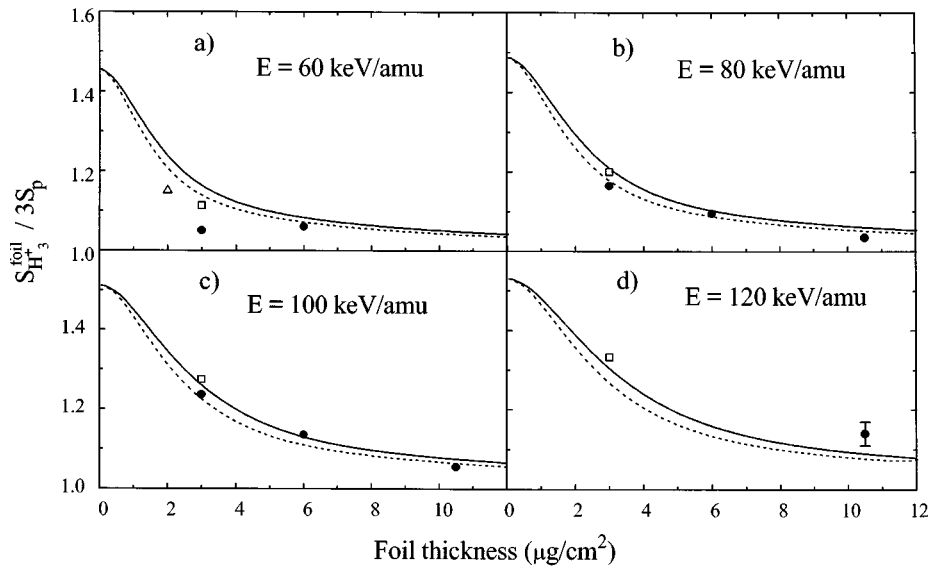 1.6
a)
b)
E = 60 keV/amu
E = 80 keV/amu
1.4
1.2
1.0
S^{foil}_{H^+_3} / 3S_p
c)
d)
E = 100 keV/amu
E = 120 keV/amu
1.4
1.2
1.0
0 2 4 6 8 10 0 2 4 6 8 10 12
Foil thickness (μg/cm²)